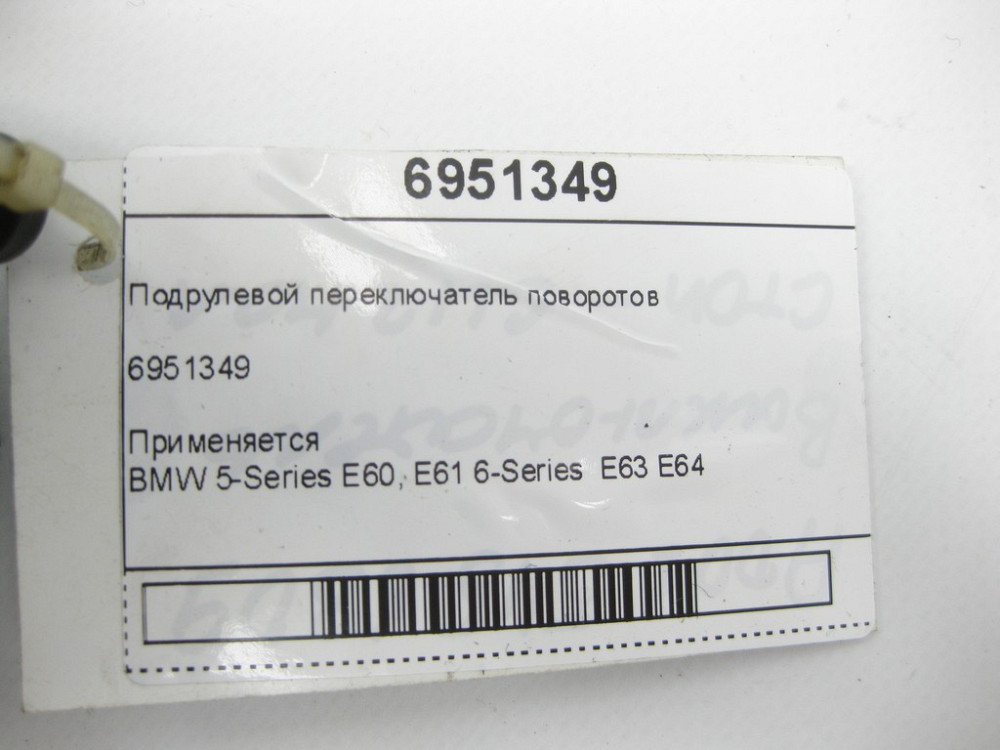 6951349
Подрулевой переключатель поворотов
6951349
Применяется
BMW 5-Series E60, E61 6-Series E63 E64